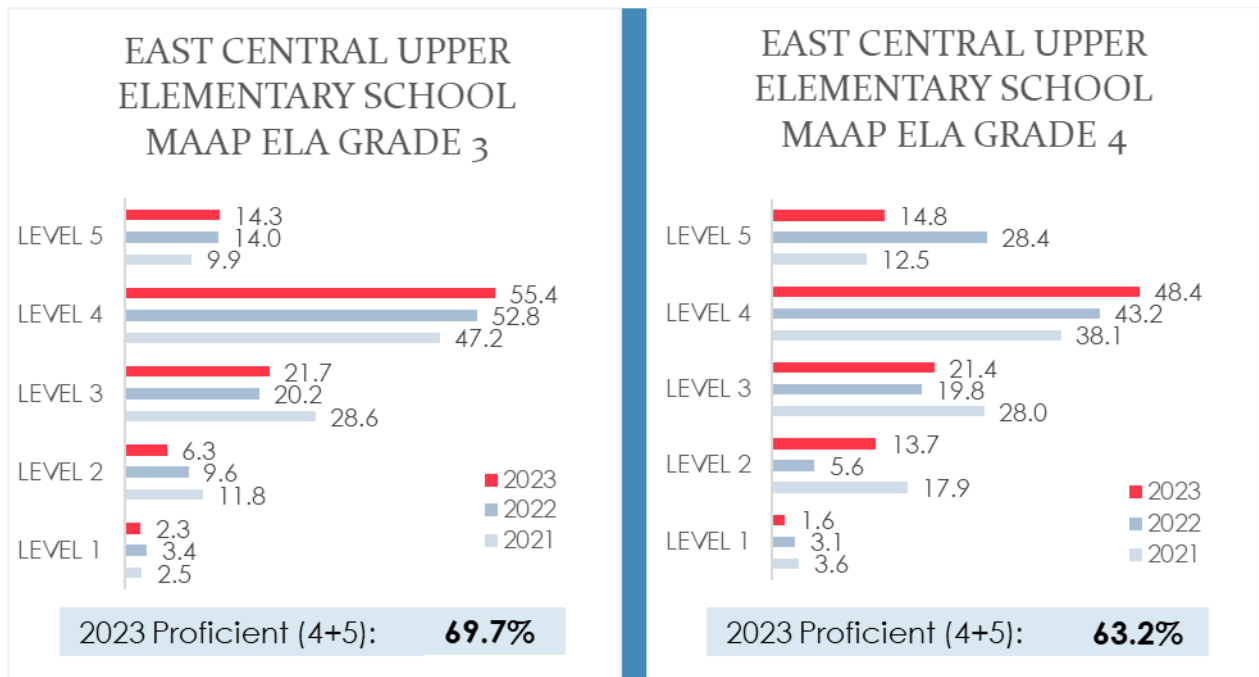 EAST CENTRAL UPPER
ELEMENTARY SCHOOL
MAAP ELA GRADE 3
LEVEL 5
14.3
14.0
9.9
LEVEL 4
55.4
52.8
47.2
LEVEL 3
21.7
20.2
28.6
LEVEL 2
6.3
9.6
11.8
LEVEL 1
2.3
3.4
2.5
2023
2022
2021
2023 Proficient (4+5): 69.7%
EAST CENTRAL UPPER
ELEMENTARY SCHOOL
MAAP ELA GRADE 4
LEVEL 5
14.8
28.4
12.5
LEVEL 4
48.4
43.2
38.1
LEVEL 3
21.4
19.8
28.0
LEVEL 2
13.7
5.6
17.9
LEVEL 1
1.6
3.1
3.6
2023
2022
2021
2023 Proficient (4+5): 63.2%